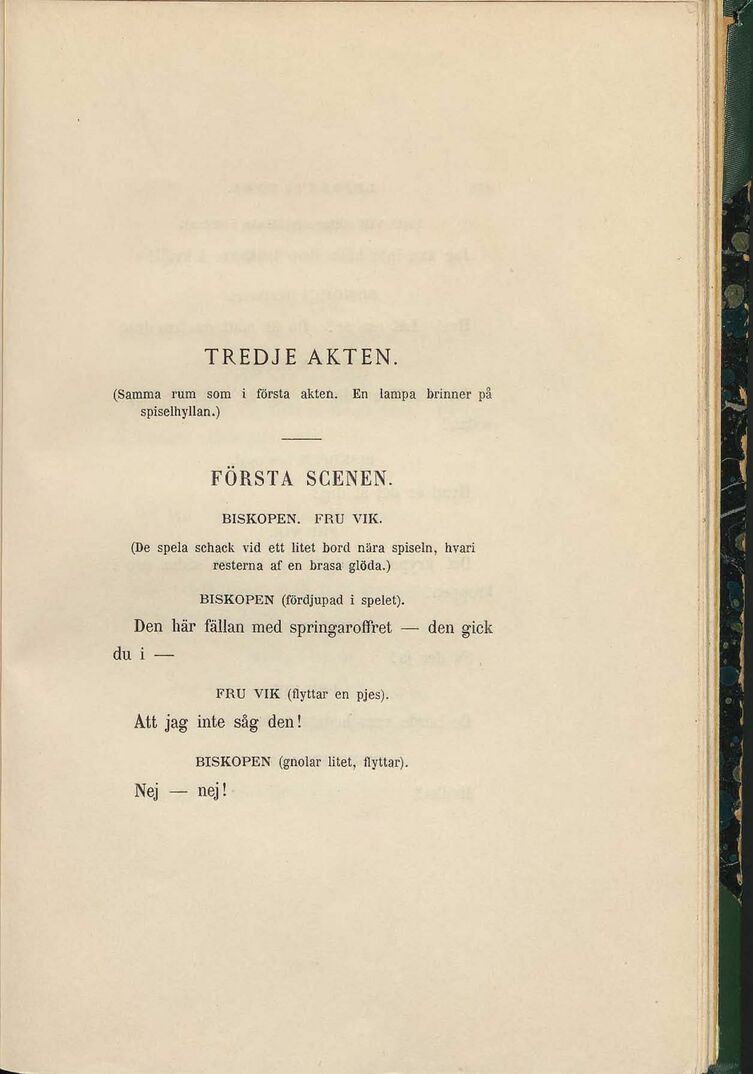 TREDJE AKTEN.
(Samma rum som i första akten. En lampa brinner på
spiselhyllan.)
FÖRSTA SCENEN.
BISKOPEN. FRU VIK.
(De spela schack vid ett litet bord nära spiseln, hvari
resterna af en brasa glöda.)
BISKOPEN (fördjupad i spelet).
Den här fällan med springaroffret — den gick
du i —
FRU VIK (flyttar en pjes).
Att jag inte såg den!
BISKOPEN (gnolar litet, flyttar).
Nej — nej!